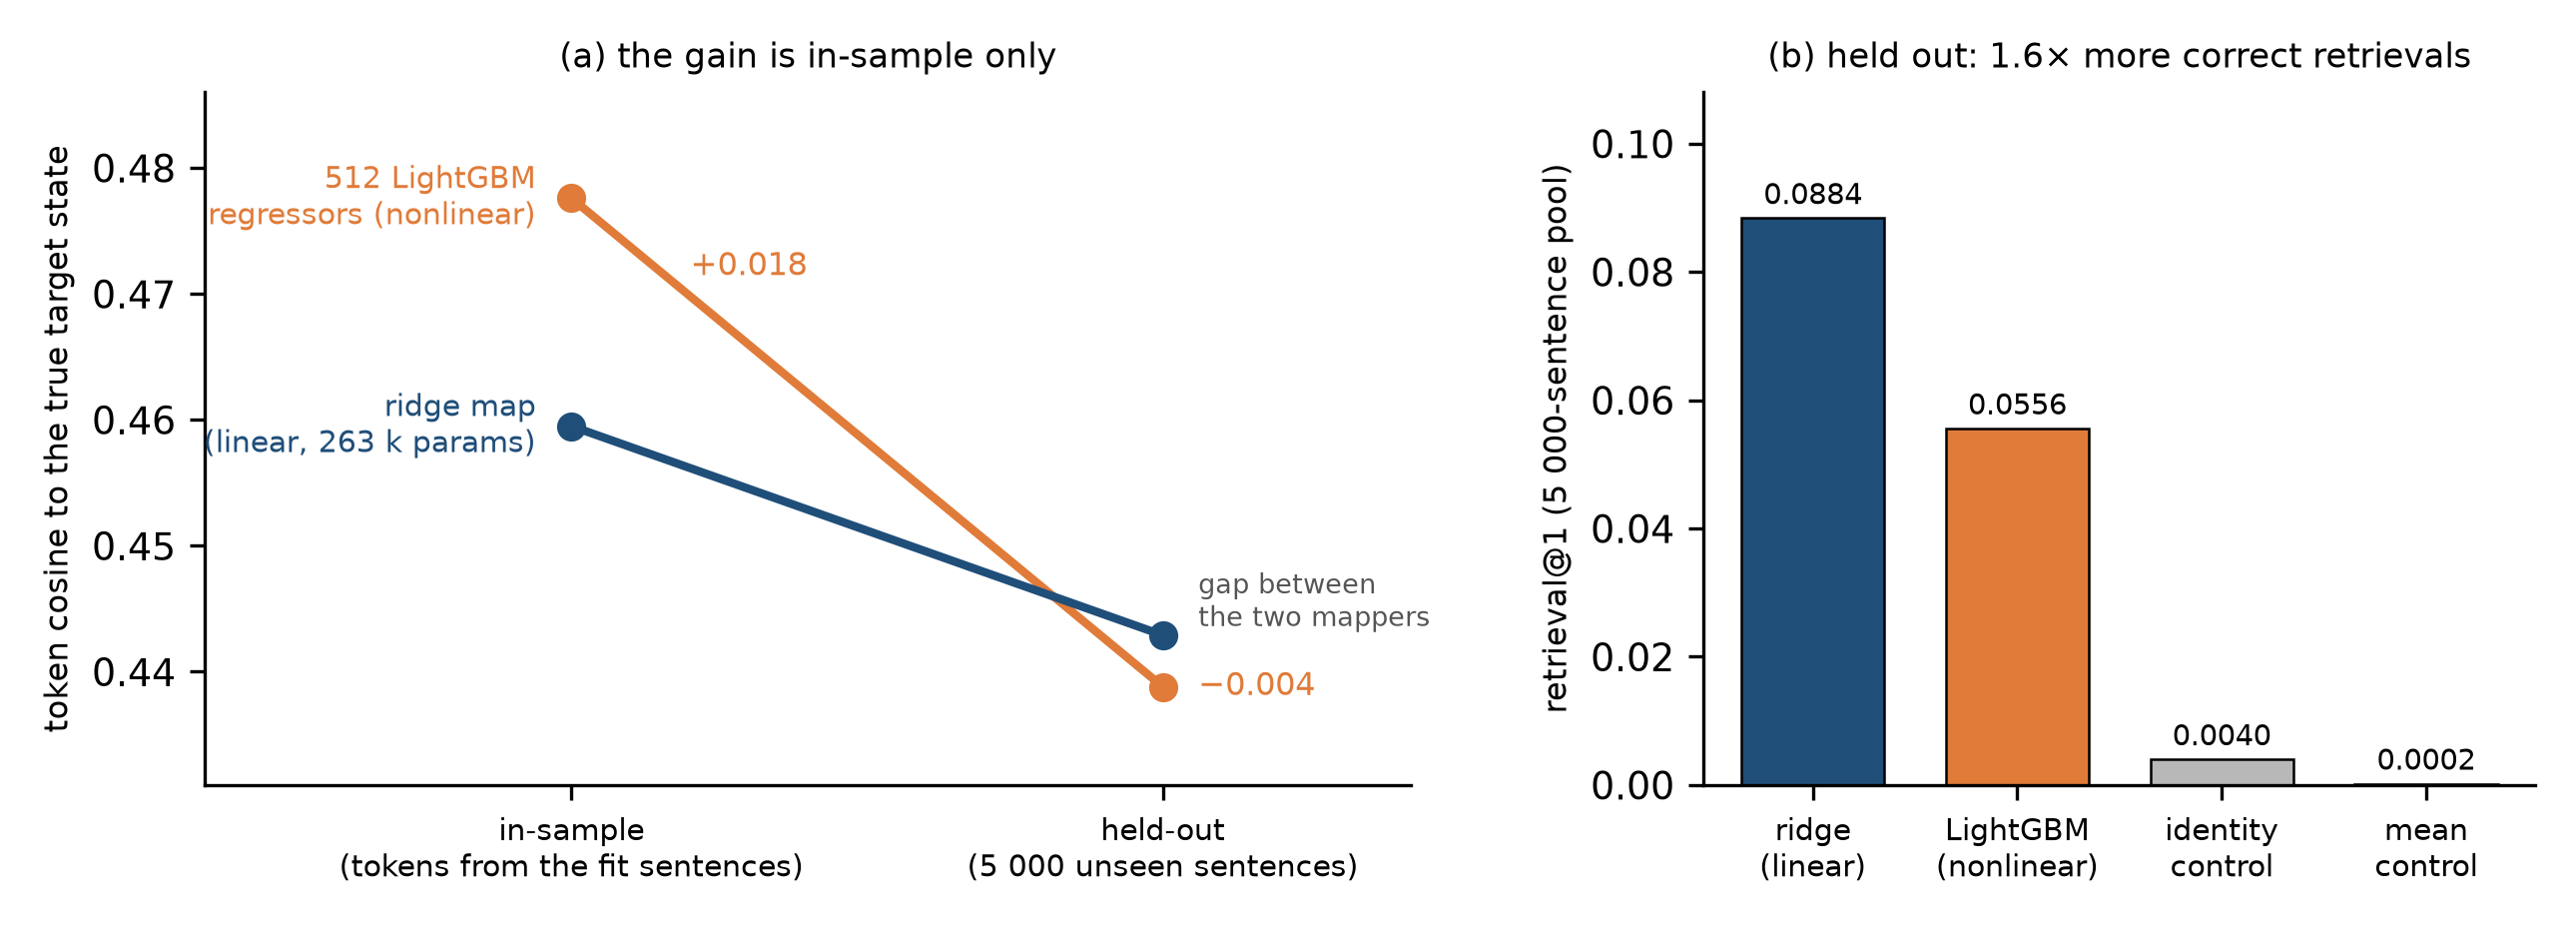 (a) the gain is in-sample only
token cosine to the true target state
0.48
0.47
0.46
0.45
0.44
512 LightGBM
regressors (nonlinear)
+0.018
ridge map
(linear, 263 k params)
gap between
the two mappers
−0.004
in-sample
(tokens from the fit sentences)
held-out
(5 000 unseen sentences)
(b) held out: 1.6× more correct retrievals
retrieval@1 (5 000-sentence pool)
0.10
0.08
0.06
0.04
0.02
0.00
0.0884
0.0556
0.0040
0.0002
ridge
(linear)
LightGBM
(nonlinear)
identity
control
mean
control